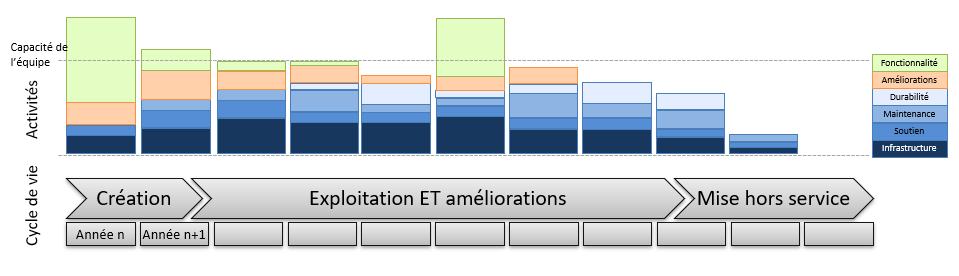 Capacité de
l'équipe
Activités
Fonctionnalité
Améliorations
Durabilité
Maintenance
Soutien
Infrastructure
Cycle de vie
Création
Exploitation ET améliorations
Mise hors service
Année n
Année n+1